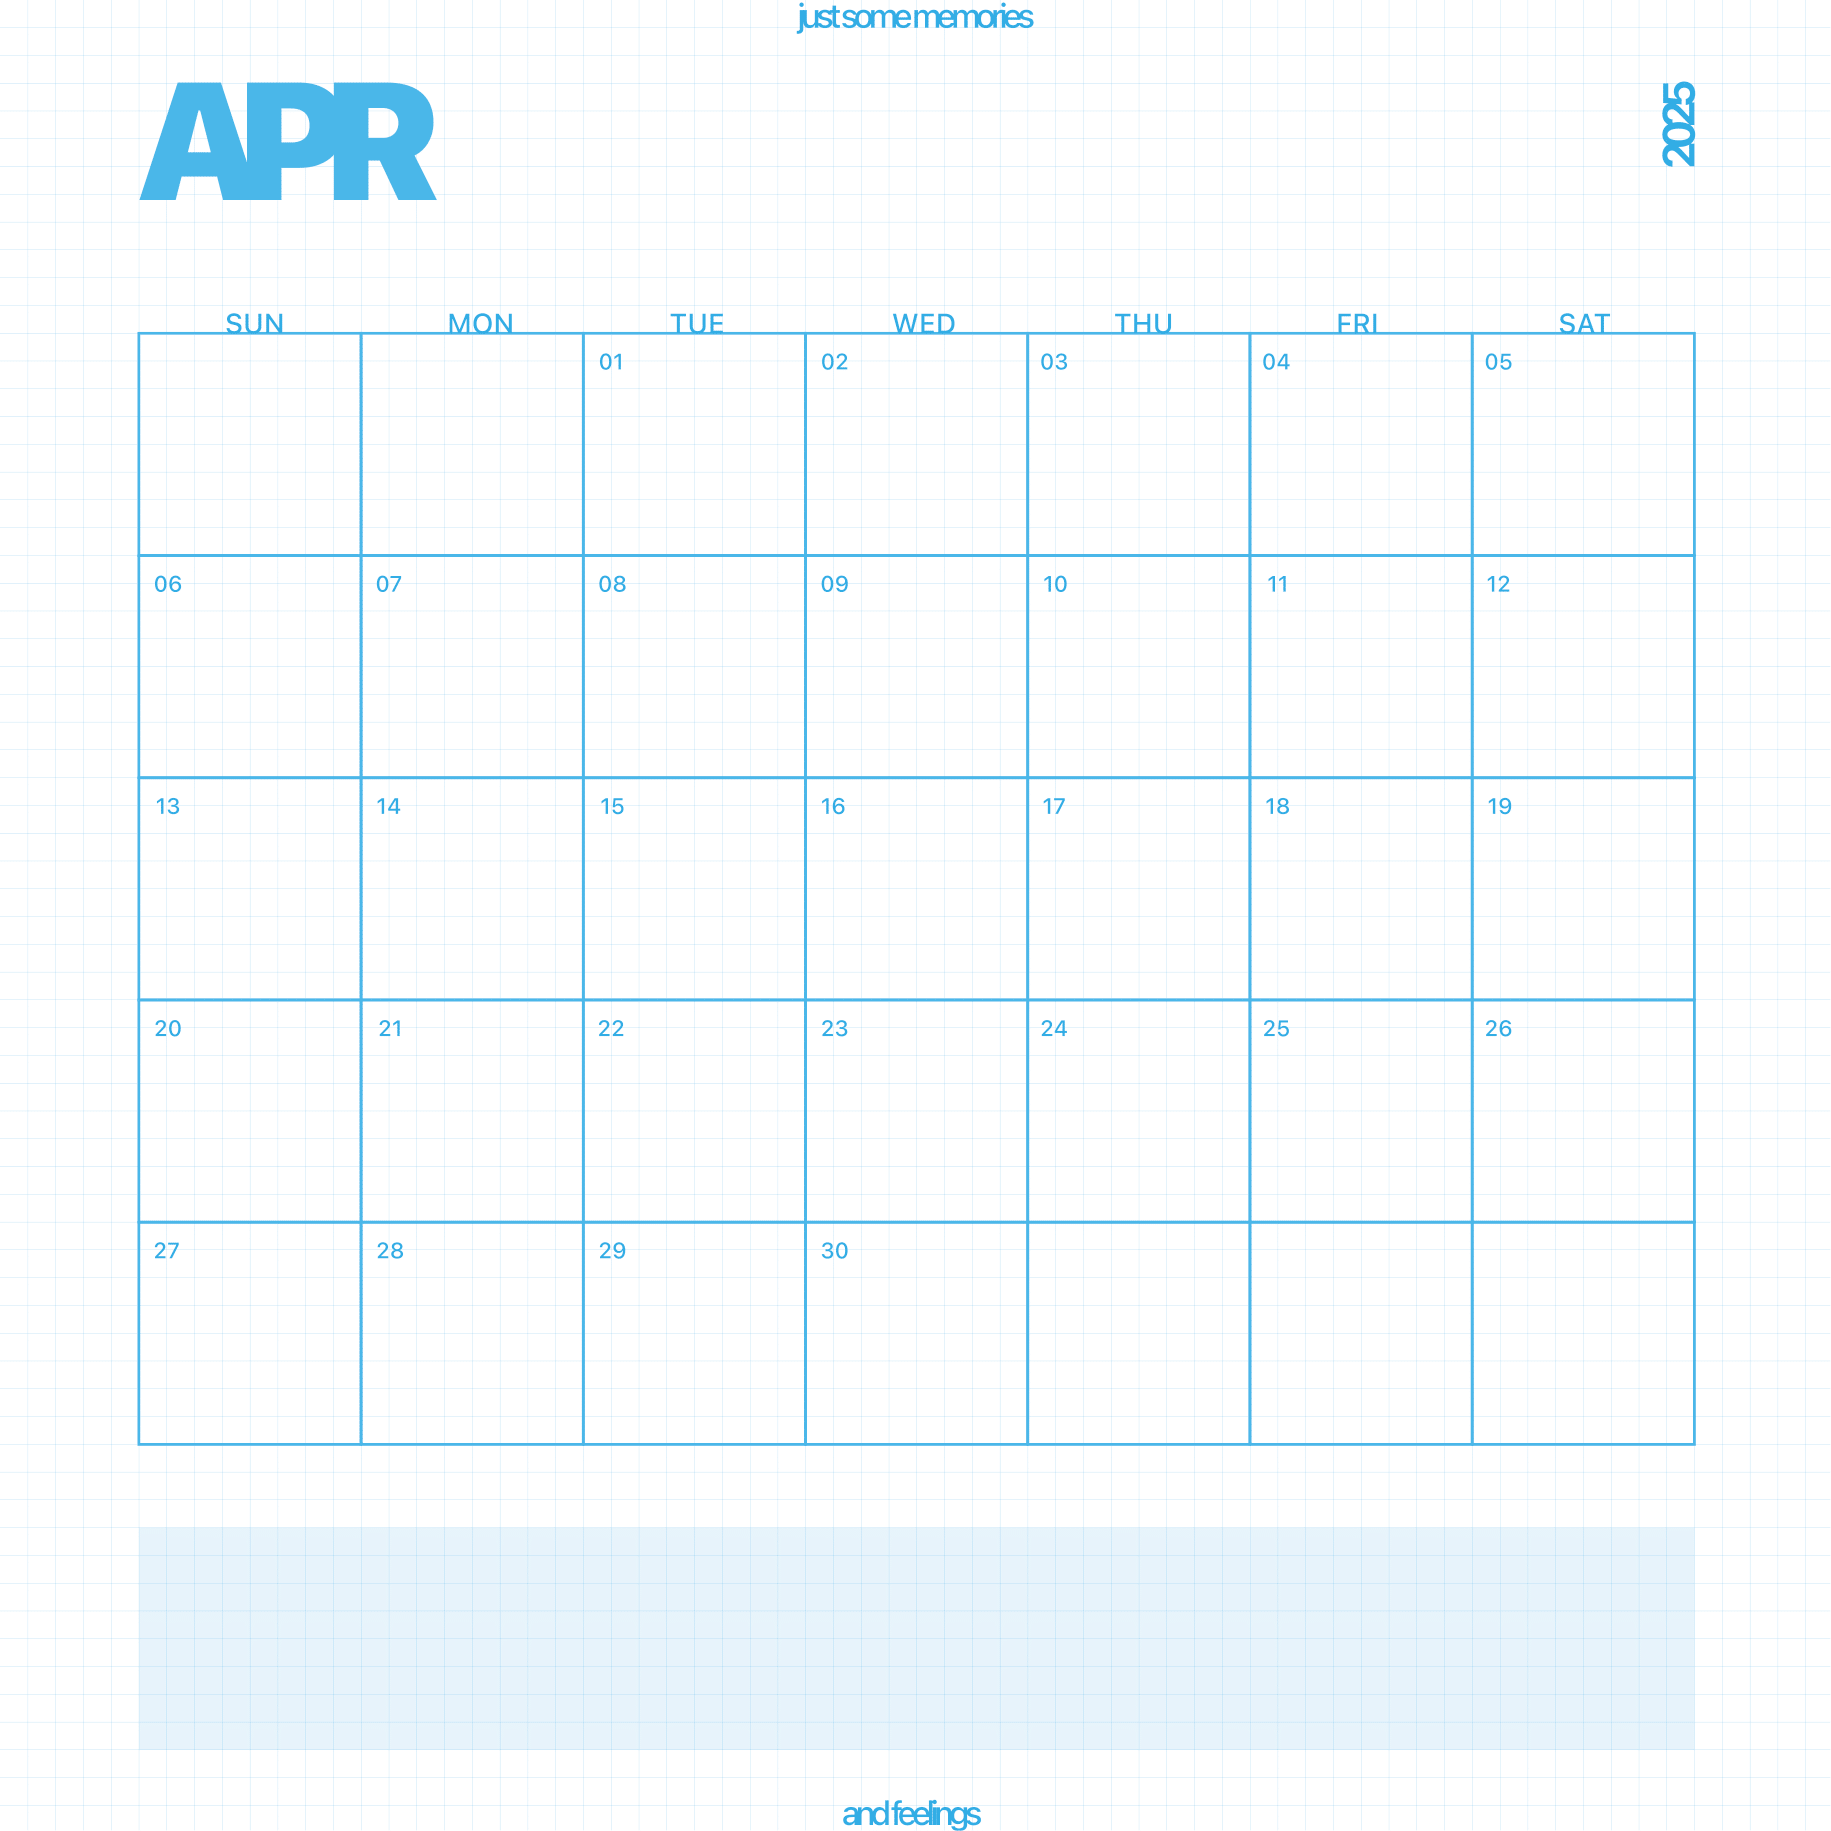 just some memories
APR
2025
SUN MON TUE WED THU FRI SAT
01 02 03 04 05
06 07 08 09 10 11 12
13 14 15 16 17 18 19
20 21 22 23 24 25 26
27 28 29 30
and feelings